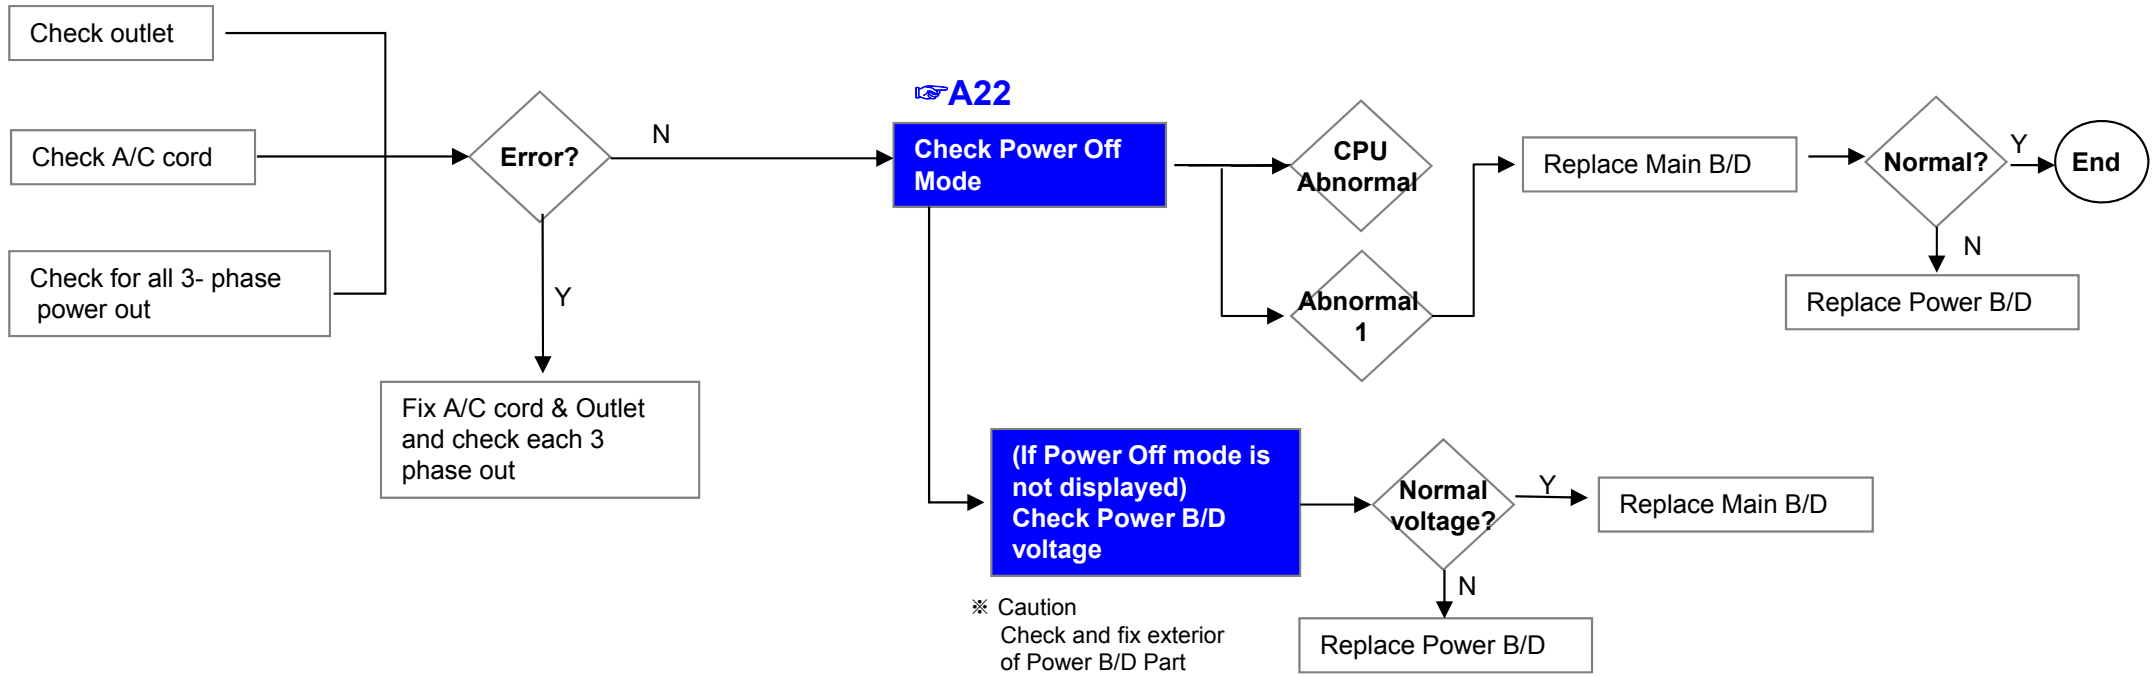 Check outlet
Check A/C cord
Check for all 3- phase
power out
Error?
N
Y
Fix A/C cord & Outlet
and check each 3
phase out
☞A22
Check Power Off
Mode
CPU
Abnormal
Abnormal
1
Replace Main B/D
Normal?
Y
End
N
Replace Power B/D
(If Power Off mode is
not displayed)
Check Power B/D
voltage
※ Caution
Check and fix exterior
of Power B/D Part
Normal
voltage?
Y
Replace Main B/D
N
Replace Power B/D